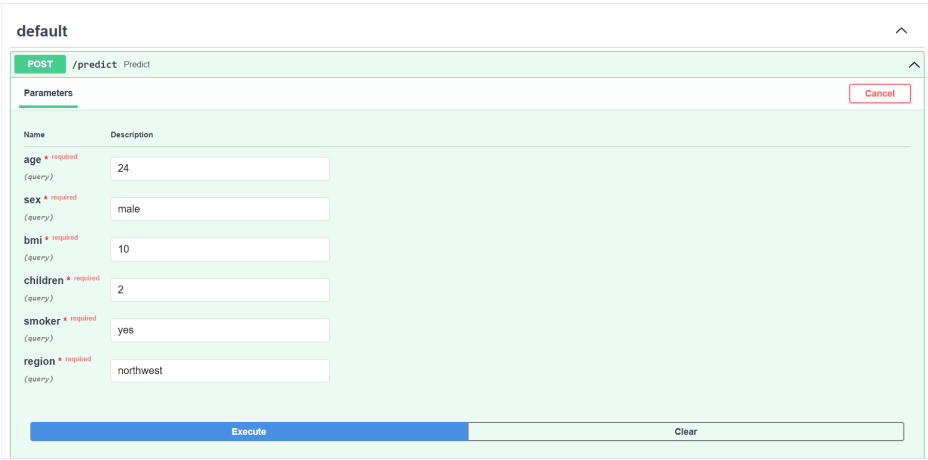 default
POST /predict Predict
Parameters
Cancel
Name Description
age * required
(query)
24
sex * required
(query)
male
bmi * required
(query)
10
children * required
(query)
2
smoker * required
(query)
yes
region * required
(query)
northwest
Execute Clear